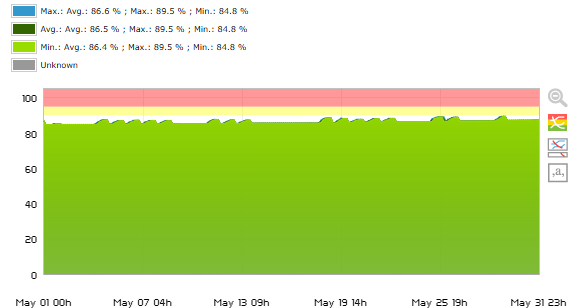 Max.: Avg.: 86.6 % ; Max.: 89.5 % ; Min.: 84.8 %
Avg.: Avg.: 86.5 % ; Max.: 89.5 % ; Min.: 84.8 %
Min.: Avg.: 86.4 % ; Max.: 89.5 % ; Min.: 84.8 %
Unknown
100
80
60
40
20
0
May 01 00h May 07 04h May 13 09h May 19 14h May 25 19h May 31 23h
,a,